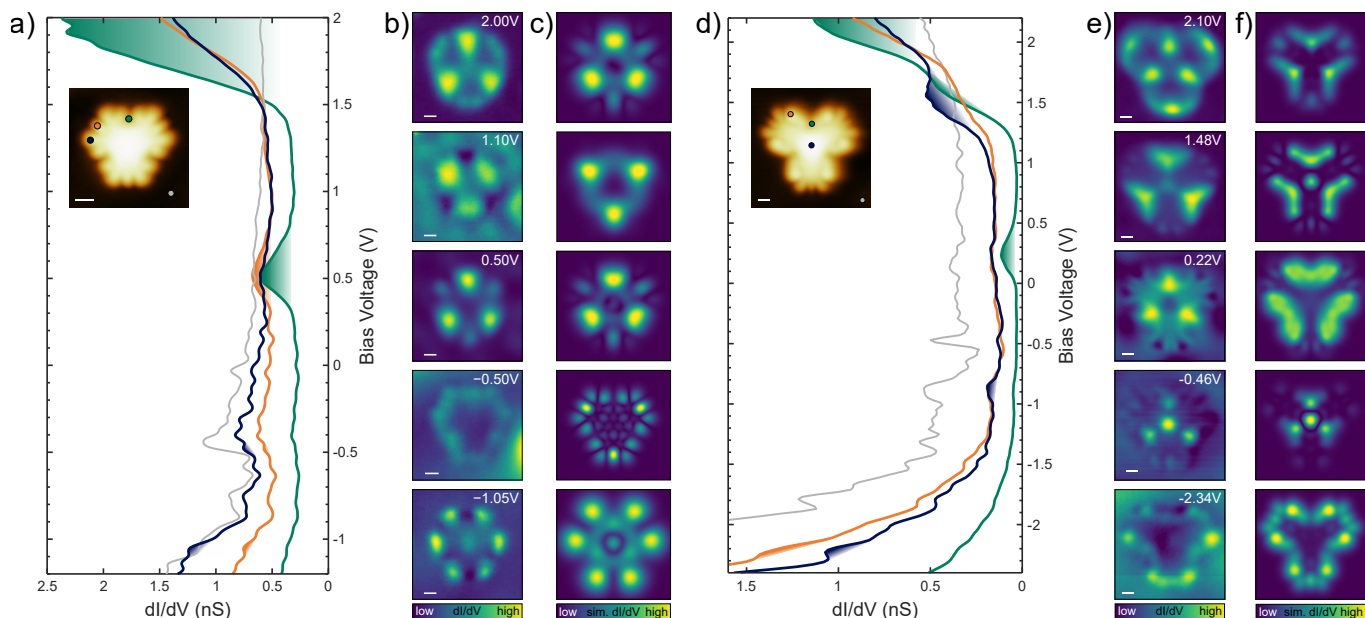 a)
2
1.5
1
0.5
0
-0.5
-1
Bias Voltage (V)
2.5
2
1.5
1
0.5
0
dI/dV (nS)
b)
2.00V
1.10V
0.50V
−0.50V
−1.05V
low
dI/dV
high
c)
low
sim. dI/dV
high
d)
2
1.5
1
0.5
0
-0.5
-1
-1.5
-2
Bias Voltage (V)
1.5
1
0.5
0
dI/dV (nS)
e)
2.10V
1.48V
0.22V
-0.46V
-2.34V
low
dI/dV
high
f)
low
sim. dI/dV
high